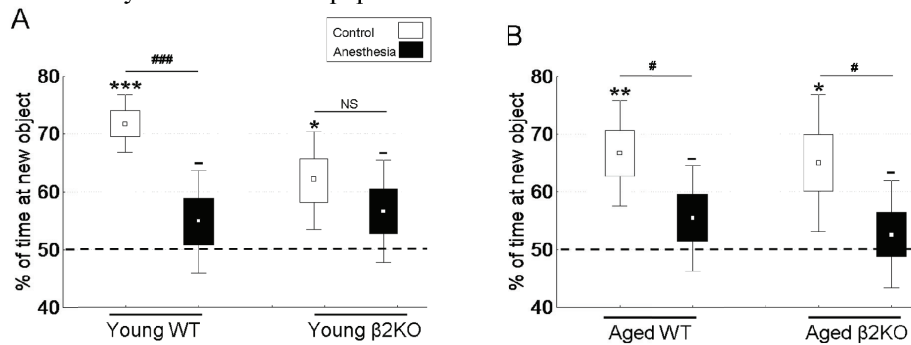 A
Control
Anesthesia
###
***
80
70
60
50
40
% of time at new object
–
NS
*
–
Young WT
Young β2KO
B
80
70
60
50
40
% of time at new object
#
**
–
#
*
–
Aged WT
Aged β2KO